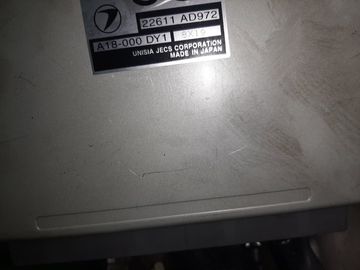 22611 AD972
A18-000 DY1
UNISIA JECS CORPORATION
MADE IN JAPAN